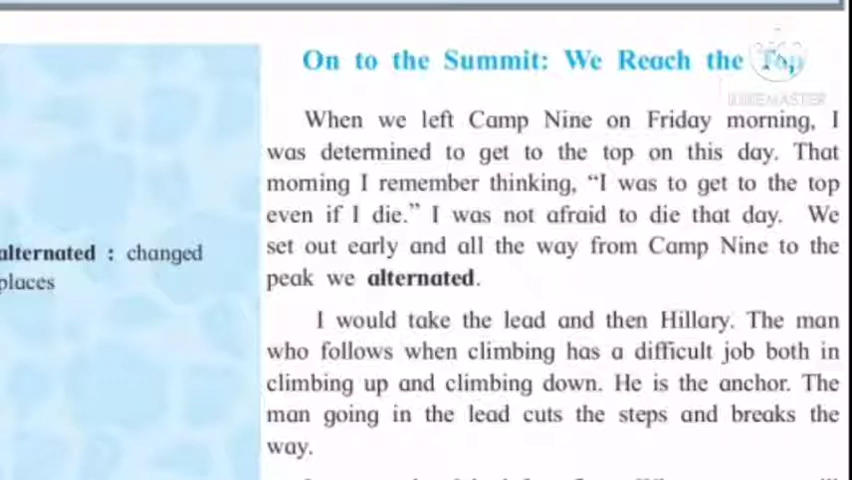 On to the Summit: We Reach the Top
KINEMASTER
When we left Camp Nine on Friday morning, I
was determined to get to the top on this day. That
morning I remember thinking, “I was to get to the top
even if I die.” I was not afraid to die that day. We
set out early and all the way from Camp Nine to the
peak we alternated.
alternated : changed
places
I would take the lead and then Hillary. The man
who follows when climbing has a difficult job both in
climbing up and climbing down. He is the anchor. The
man going in the lead cuts the steps and breaks the
way.